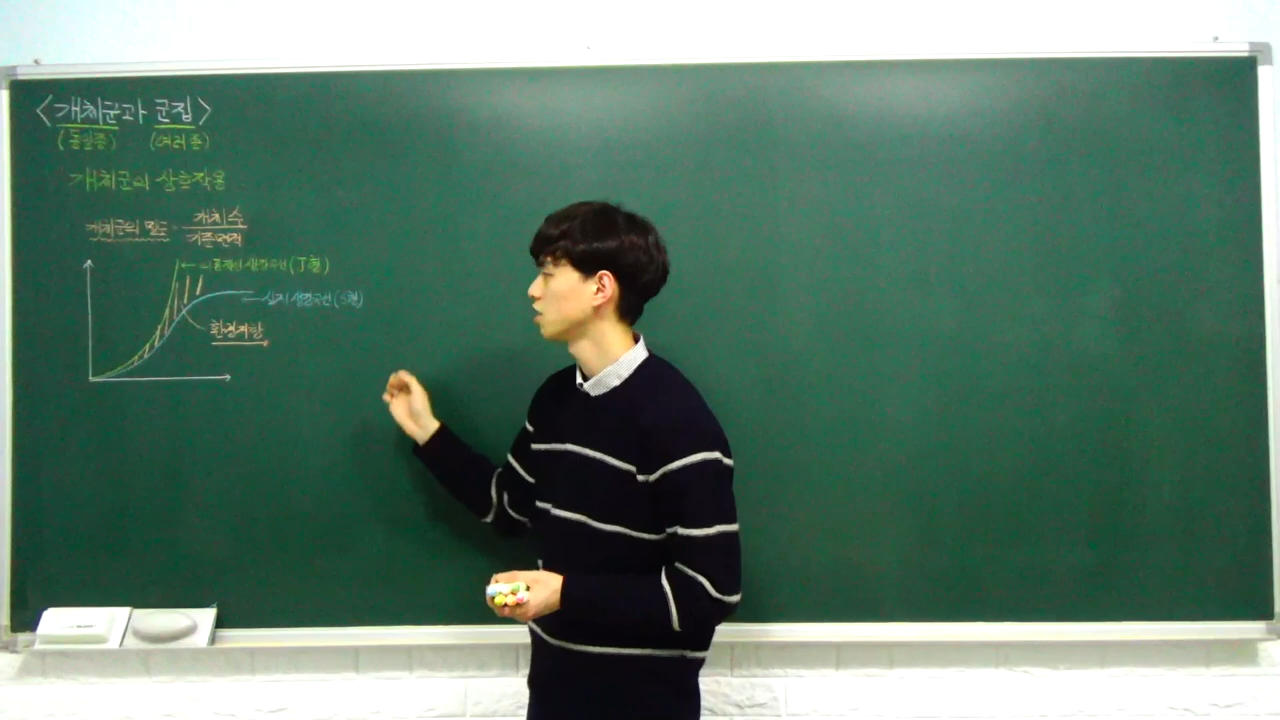 <개체군과 군집>
(동일종) (여러 종)
개체군의 상호작용
개체군의 밀도 = 개체 수
기준면적
← 이론적인 생장곡선 (J형)
← 실제 생장곡선 (S형)
환경저항